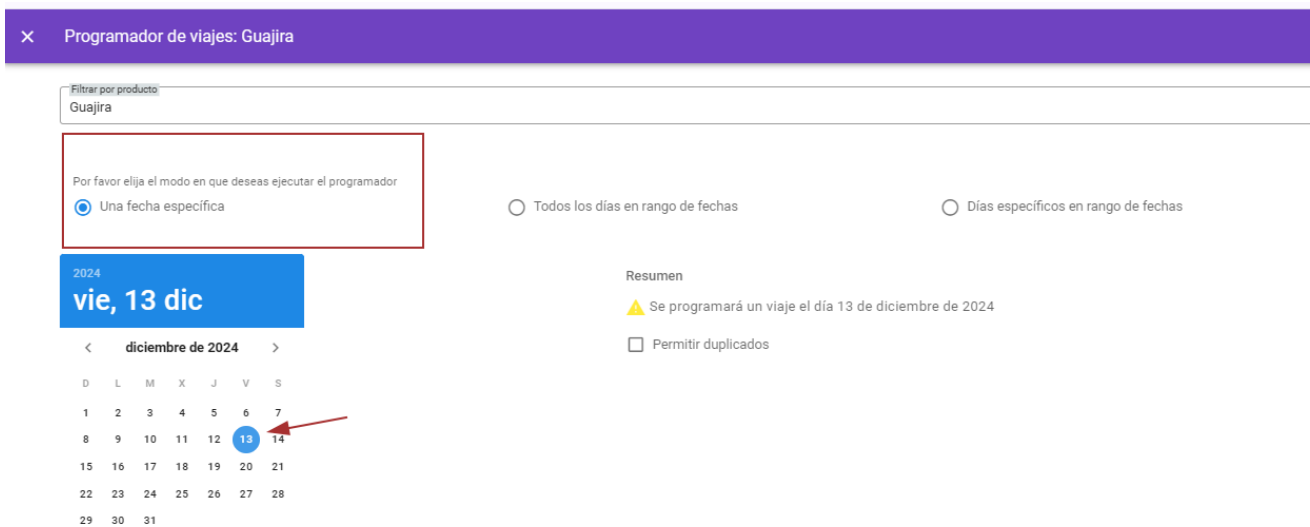 × Programador de viajes: Guajira
Filtrar por producto
Guajira
Por favor elija el modo en que deseas ejecutar el programador
Una fecha específica
Todos los días en rango de fechas
Días específicos en rango de fechas
2024
vie, 13 dic
Resumen
Se programará un viaje el día 13 de diciembre de 2024
Permitir duplicados
< diciembre de 2024 >
D L M X J V S
1 2 3 4 5 6 7
8 9 10 11 12 13 14
15 16 17 18 19 20 21
22 23 24 25 26 27 28
29 30 31